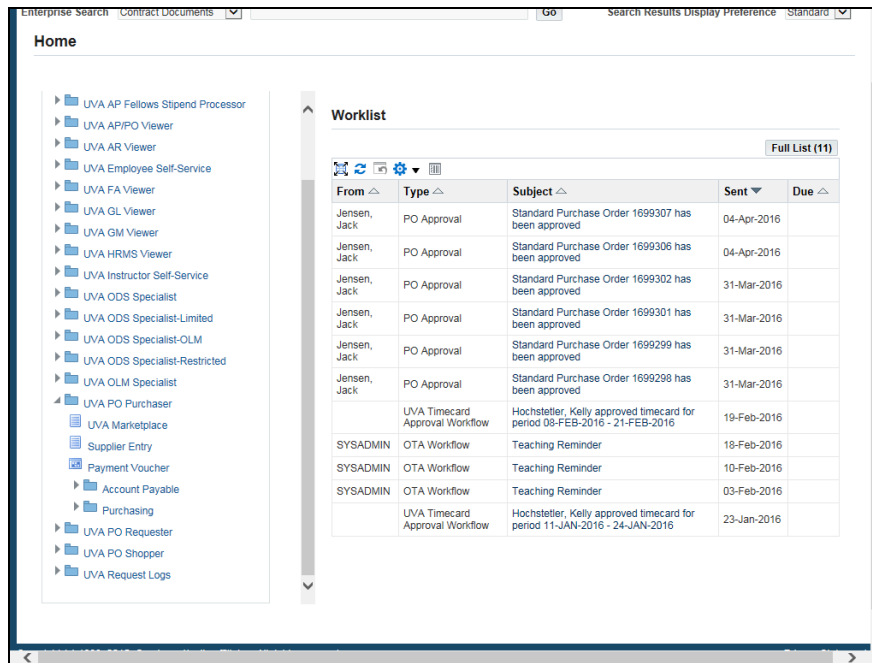 Enterprise Search Contract Documents Go Search Results Display Preference Standard
Home
UVA AP Fellows Stipend Processor
UVA AP/PO Viewer
UVA AR Viewer
UVA Employee Self-Service
UVA FA Viewer
UVA GL Viewer
UVA GM Viewer
UVA HRMS Viewer
UVA Instructor Self-Service
UVA ODS Specialist
UVA ODS Specialist-Limited
UVA ODS Specialist-OLM
UVA ODS Specialist-Restricted
UVA OLM Specialist
UVA PO Purchaser
UVA Marketplace
Supplier Entry
Payment Voucher
Account Payable
Purchasing
UVA PO Requester
UVA PO Shopper
UVA Request Logs
Worklist
Full List (11)
From Type Subject Sent Due
Jensen, Jack PO Approval Standard Purchase Order 1699307 has been approved 04-Apr-2016
Jensen, Jack PO Approval Standard Purchase Order 1699306 has been approved 04-Apr-2016
Jensen, Jack PO Approval Standard Purchase Order 1699302 has been approved 31-Mar-2016
Jensen, Jack PO Approval Standard Purchase Order 1699301 has been approved 31-Mar-2016
Jensen, Jack PO Approval Standard Purchase Order 1699299 has been approved 31-Mar-2016
Jensen, Jack PO Approval Standard Purchase Order 1699298 has been approved 31-Mar-2016
UVA Timecard Approval Workflow Hochstetler, Kelly approved timecard for period 08-FEB-2016 - 21-FEB-2016 19-Feb-2016
SYSADMIN OTA Workflow Teaching Reminder 18-Feb-2016
SYSADMIN OTA Workflow Teaching Reminder 10-Feb-2016
SYSADMIN OTA Workflow Teaching Reminder 03-Feb-2016
UVA Timecard Approval Workflow Hochstetler, Kelly approved timecard for period 11-JAN-2016 - 24-JAN-2016 23-Jan-2016